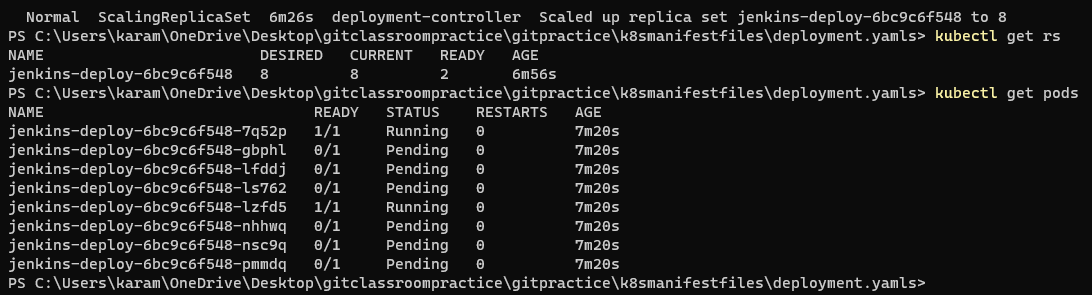 Normal  ScalingReplicaSet  6m26s  deployment-controller  Scaled up replica set jenkins-deploy-6bc9c6f548 to 8
PS C:\Users\karam\OneDrive\Desktop\gitclassroompractice\gitpractice\k8smanifestfiles\deployment.yamls> kubectl get rs
NAME                        DESIRED   CURRENT   READY   AGE
jenkins-deploy-6bc9c6f548   8         8         2       6m56s
PS C:\Users\karam\OneDrive\Desktop\gitclassroompractice\gitpractice\k8smanifestfiles\deployment.yamls> kubectl get pods
NAME                              READY   STATUS    RESTARTS   AGE
jenkins-deploy-6bc9c6f548-7q52p   1/1     Running   0          7m20s
jenkins-deploy-6bc9c6f548-gbphl   0/1     Pending   0          7m20s
jenkins-deploy-6bc9c6f548-lfddj   0/1     Pending   0          7m20s
jenkins-deploy-6bc9c6f548-ls762   0/1     Pending   0          7m20s
jenkins-deploy-6bc9c6f548-lzfd5   1/1     Running   0          7m20s
jenkins-deploy-6bc9c6f548-nhhwq   0/1     Pending   0          7m20s
jenkins-deploy-6bc9c6f548-nsc9q   0/1     Pending   0          7m20s
jenkins-deploy-6bc9c6f548-pmmdq   0/1     Pending   0          7m20s
PS C:\Users\karam\OneDrive\Desktop\gitclassroompractice\gitpractice\k8smanifestfiles\deployment.yamls>